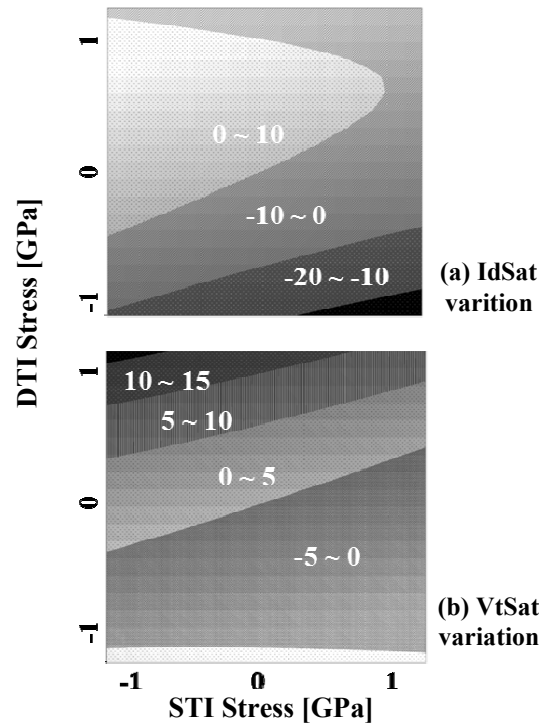 1
0 ~ 10
0
-10 ~ 0
-20 ~ -10
-1
(a) IdSat
varition
DTI Stress [GPa]
1
10 ~ 15
5 ~ 10
0 ~ 5
0
-5 ~ 0
-1
(b) VtSat
variation
-1 0 1
STI Stress [GPa]